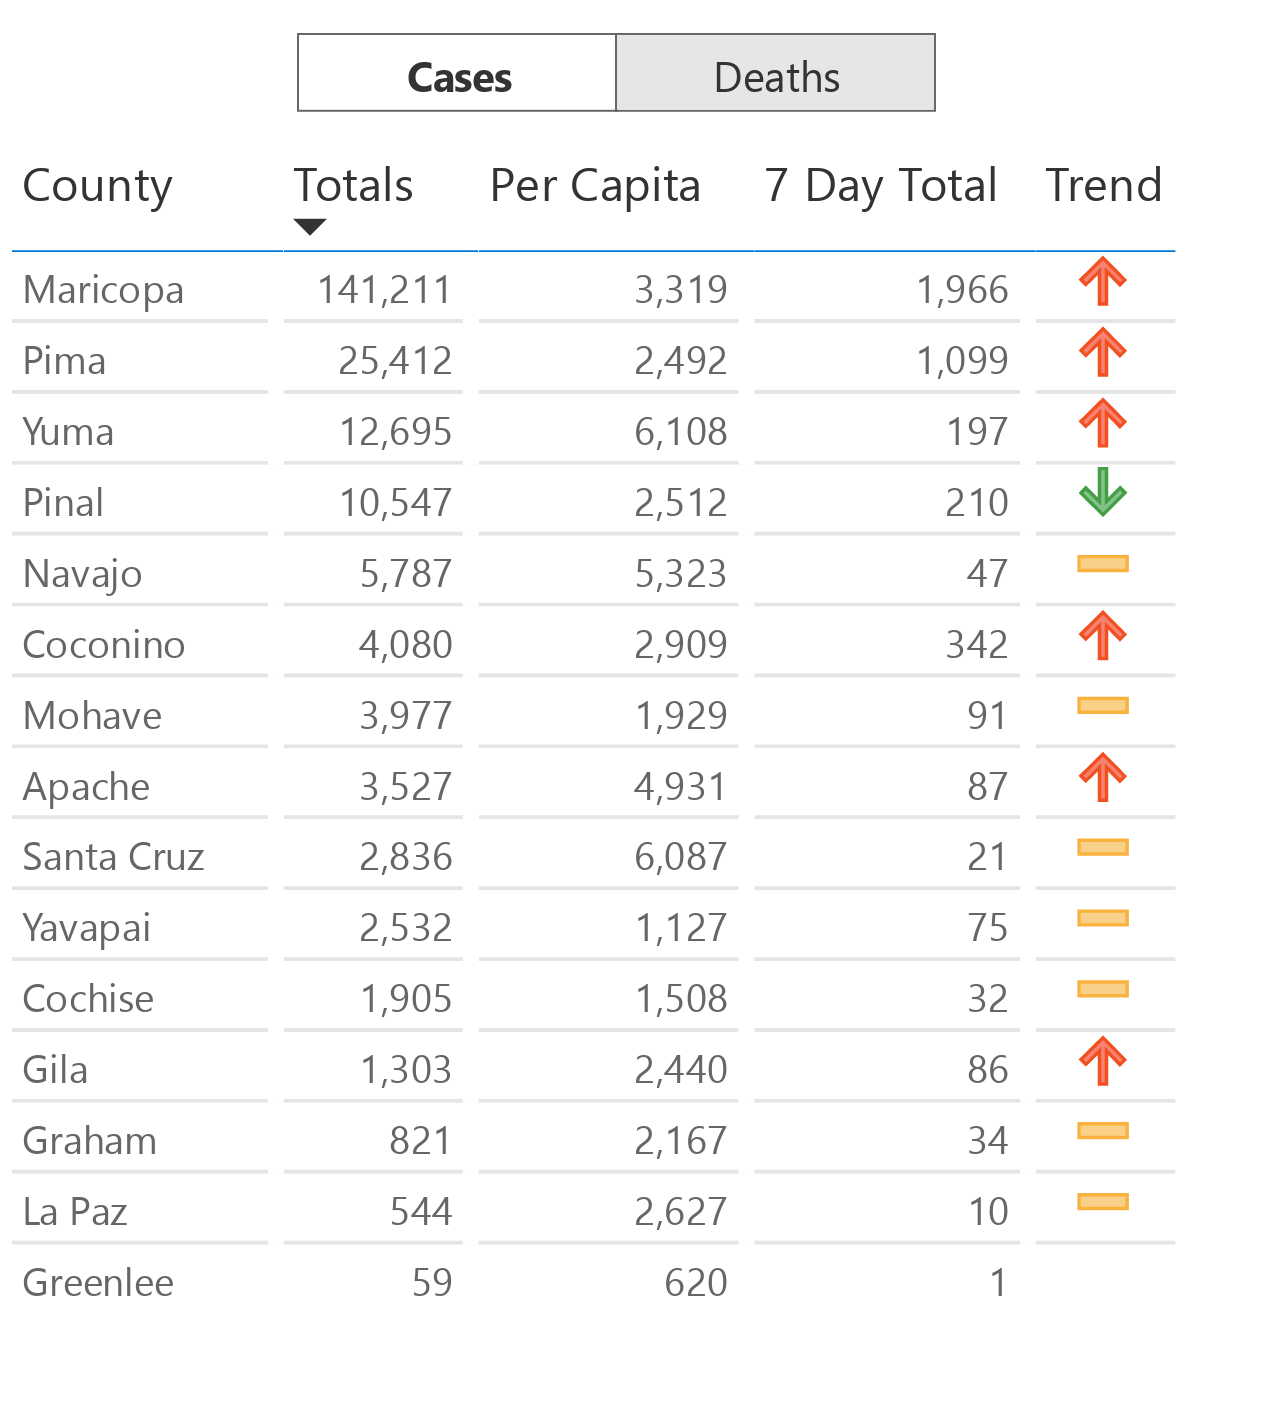 Cases Deaths
County Totals Per Capita 7 Day Total Trend
Maricopa 141,211 3,319 1,966
Pima 25,412 2,492 1,099
Yuma 12,695 6,108 197
Pinal 10,547 2,512 210
Navajo 5,787 5,323 47
Coconino 4,080 2,909 342
Mohave 3,977 1,929 91
Apache 3,527 4,931 87
Santa Cruz 2,836 6,087 21
Yavapai 2,532 1,127 75
Cochise 1,905 1,508 32
Gila 1,303 2,440 86
Graham 821 2,167 34
La Paz 544 2,627 10
Greenlee 59 620 1